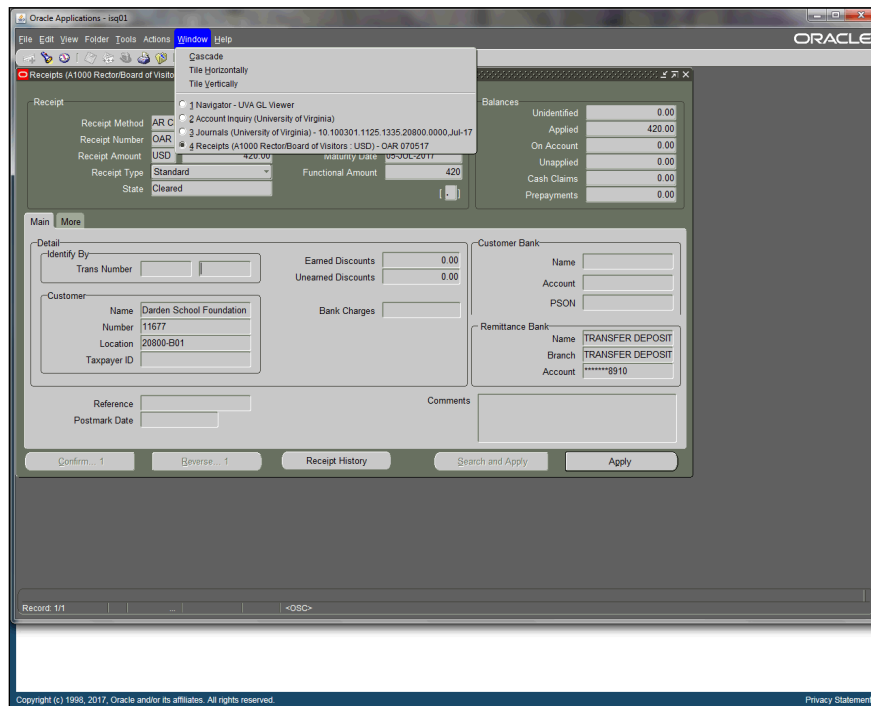 Oracle Applications - isq01
File Edit View Folder Tools Actions Window Help
ORACLE
Cascade
Tile Horizontally
Tile Vertically
1 Navigator - UVA GL Viewer
2 Account Inquiry (University of Virginia)
3 Journals (University of Virginia) - 10.100301.1125.1335.20800.0000,Jul-17
4 Receipts (A1000 Rector/Board of Visitors : USD) - OAR 070517
Receipts (A1000 Rector/Board of Visito
Receipt
Receipt Method AR C
Receipt Number OAR
Receipt Amount USD 420.00 Maturity Date 05-JUL-2017
Receipt Type Standard Functional Amount 420
State Cleared [ . ]
Balances
Unidentified 0.00
Applied 420.00
On Account 0.00
Unapplied 0.00
Cash Claims 0.00
Prepayments 0.00
Main More
Detail
Identify By
Trans Number
Earned Discounts 0.00
Unearned Discounts 0.00
Customer
Name Darden School Foundation
Number 11677
Location 20800-B01
Taxpayer ID
Bank Charges
Customer Bank
Name
Account
PSON
Remittance Bank
Name TRANSFER DEPOSIT
Branch TRANSFER DEPOSIT
Account *******8910
Reference
Postmark Date
Comments
Confirm... 1 Reverse... 1 Receipt History Search and Apply Apply
Record: 1/1 ... <OSC>
Copyright (c) 1998, 2017, Oracle and/or its affiliates. All rights reserved. Privacy Statement